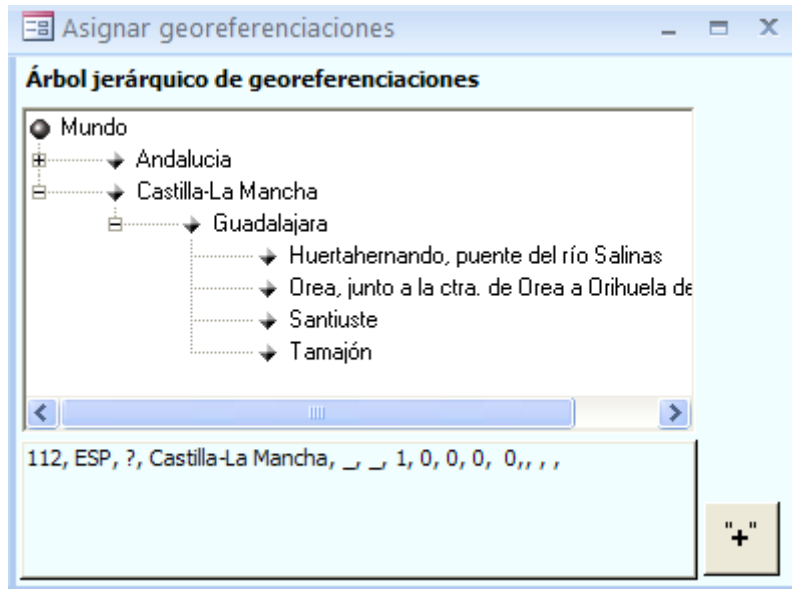 Asignar georeferenciaciones
Árbol jerárquico de georeferenciaciones
Mundo
Andalucia
Castilla-La Mancha
Guadalajara
Huertahernando, puente del río Salinas
Orea, junto a la ctra. de Orea a Orihuela de
Santiuste
Tamajón
112, ESP, ?, Castilla-La Mancha, _, _, 1, 0, 0, 0,  0,, , ,
"+"